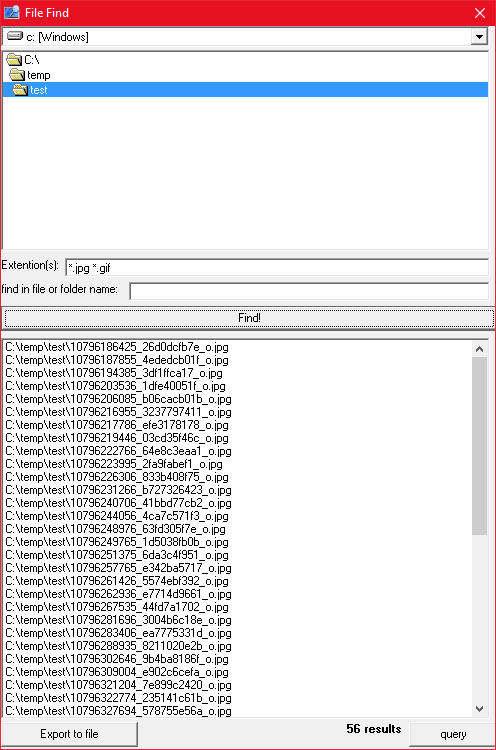 File Find
c: [Windows]
C:\
temp
test
Extention(s): *.jpg *.gif
find in file or folder name:
Find!
C:\temp\test\10796186425_26d0dcfb7e_o.jpg
C:\temp\test\10796187855_4ededcb01f_o.jpg
C:\temp\test\10796194385_3df1ffca17_o.jpg
C:\temp\test\10796203536_1dfe40051f_o.jpg
C:\temp\test\10796206085_b06cacb01b_o.jpg
C:\temp\test\10796216955_3237797411_o.jpg
C:\temp\test\10796217786_efe3178178_o.jpg
C:\temp\test\10796219446_03cd35f46c_o.jpg
C:\temp\test\10796222766_64e8c3eaa1_o.jpg
C:\temp\test\10796223995_2fa9fabef1_o.jpg
C:\temp\test\10796226306_833b408f75_o.jpg
C:\temp\test\10796231266_b727326423_o.jpg
C:\temp\test\10796240706_41bbd77cb2_o.jpg
C:\temp\test\10796244056_4ca7c571f3_o.jpg
C:\temp\test\10796248976_63fd305f7e_o.jpg
C:\temp\test\10796249765_1d5038fb0b_o.jpg
C:\temp\test\10796251375_6da3c4f951_o.jpg
C:\temp\test\10796257765_e342ba5717_o.jpg
C:\temp\test\10796261426_5574ebf392_o.jpg
C:\temp\test\10796262936_e7714d9661_o.jpg
C:\temp\test\10796267535_44fd7a1702_o.jpg
C:\temp\test\10796281696_3004b6c18e_o.jpg
C:\temp\test\10796283406_ea7775331d_o.jpg
C:\temp\test\10796288935_8211020e2b_o.jpg
C:\temp\test\10796302646_9b4ba8186f_o.jpg
C:\temp\test\10796309004_e902c6cefa_o.jpg
C:\temp\test\10796321204_7e899c2420_o.jpg
C:\temp\test\10796322774_235141c61b_o.jpg
C:\temp\test\10796327694_578755e56a_o.jpg
Export to file
56 results
query